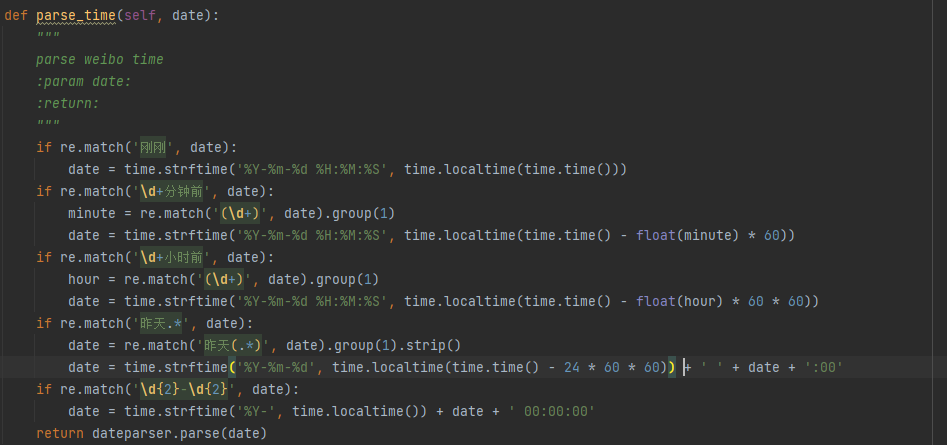 def parse_time(self, date):
    """
    parse weibo time
    :param date:
    :return:
    """
    if re.match('刚刚', date):
        date = time.strftime('%Y-%m-%d %H:%M:%S', time.localtime(time.time()))
    if re.match('\d+分钟前', date):
        minute = re.match('(\d+)', date).group(1)
        date = time.strftime('%Y-%m-%d %H:%M:%S', time.localtime(time.time() - float(minute) * 60))
    if re.match('\d+小时前', date):
        hour = re.match('(\d+)', date).group(1)
        date = time.strftime('%Y-%m-%d %H:%M:%S', time.localtime(time.time() - float(hour) * 60 * 60))
    if re.match('昨天.*', date):
        date = re.match('昨天(.*)', date).group(1).strip()
        date = time.strftime('%Y-%m-%d', time.localtime(time.time() - 24 * 60 * 60)) + ' ' + date + ':00'
    if re.match('\d{2}-\d{2}', date):
        date = time.strftime('%Y-', time.localtime()) + date + ' 00:00:00'
    return dateparser.parse(date)